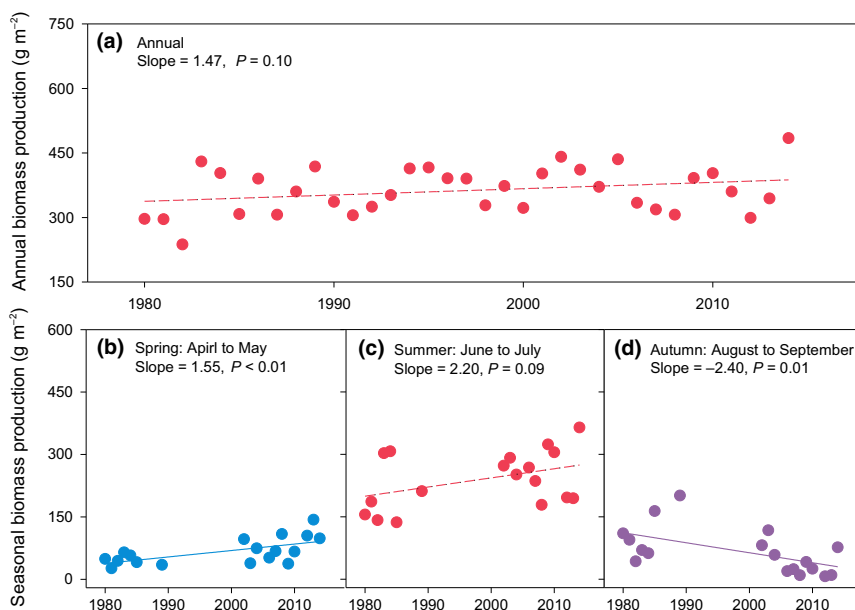 Annual biomass production (g m⁻²)
750
600
450
300
150
(a) Annual
Slope = 1.47, P = 0.10
1980 1990 2000 2010
Seasonal biomass production (g m⁻²)
600
450
300
150
0
(b) Spring: Apirl to May
Slope = 1.55, P < 0.01
1980 1990 2000 2010
(c) Summer: June to July
Slope = 2.20, P = 0.09
1980 1990 2000 2010
(d) Autumn: August to September
Slope = –2.40, P = 0.01
1980 1990 2000 2010